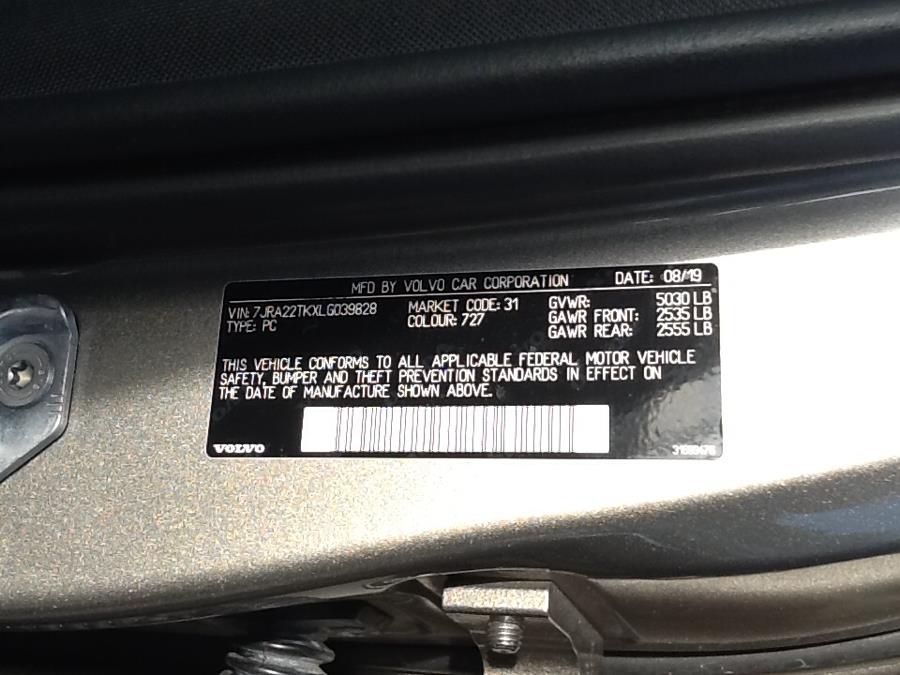 MFD BY VOLVO CAR CORPORATION DATE: 08/19
VIN: 7JRA22TKXLG039828 MARKET CODE: 31 GVWR: 5030 LB
TYPE: PC COLOUR: 727 GAWR FRONT: 2535 LB
GAWR REAR: 2555 LB
THIS VEHICLE CONFORMS TO ALL APPLICABLE FEDERAL MOTOR VEHICLE
SAFETY, BUMPER AND THEFT PREVENTION STANDARDS IN EFFECT ON
THE DATE OF MANUFACTURE SHOWN ABOVE.
VOLVO